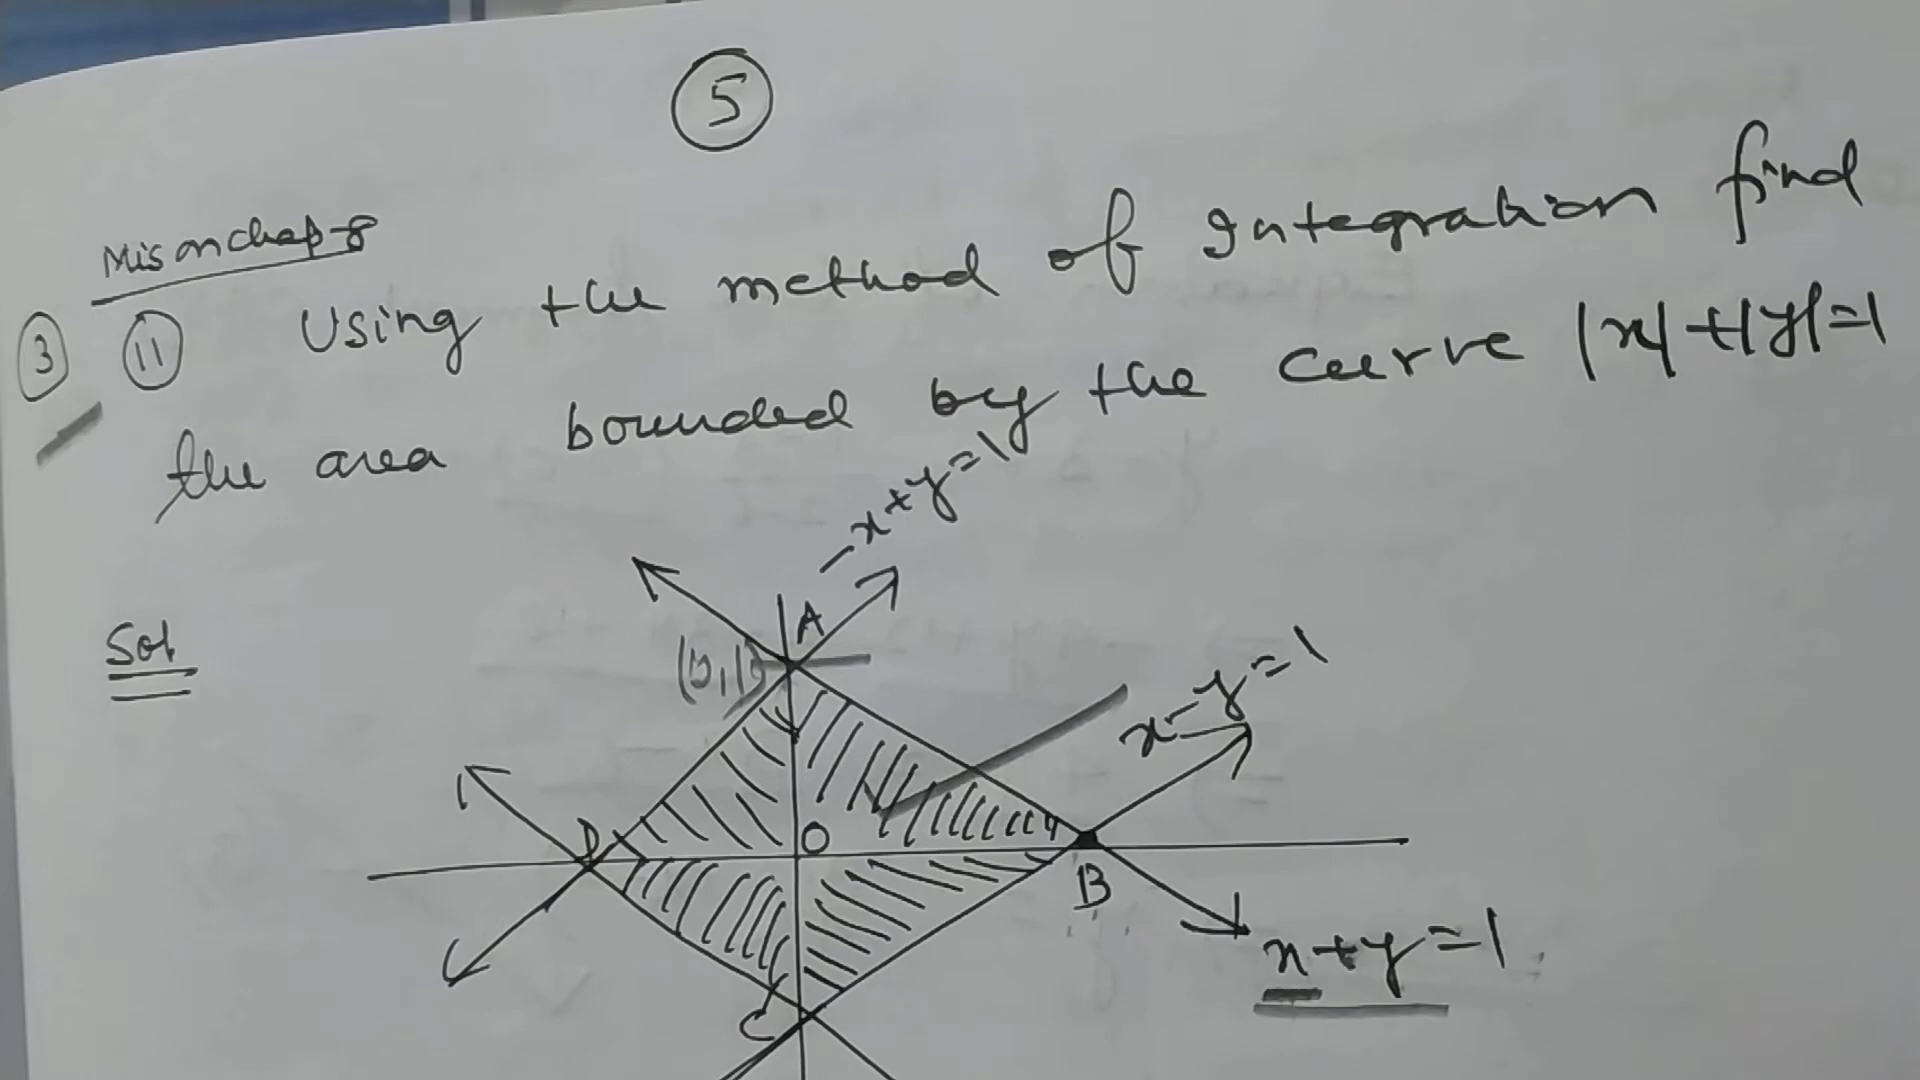 5
Mis on chap-8
3 11 Using the method of Integration find
the area bounded by the curve |x|+|y|=1
-x+y=1
Sol
A
(0,1)
x-y=1
D
O
B
x+y=1
C